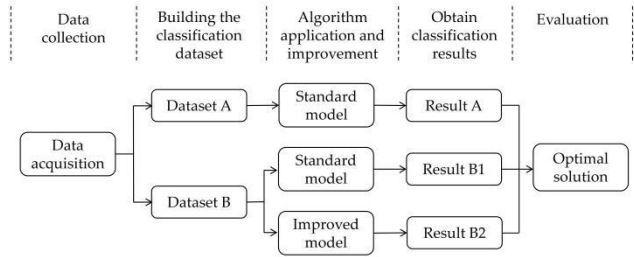 Data
collection
Building the
classification
dataset
Algorithm
application and
improvement
Obtain
classification
results
Evaluation
Dataset A
Standard
model
Result A
Data
acquisition
Standard
model
Result B1
Optimal
solution
Dataset B
Improved
model
Result B2